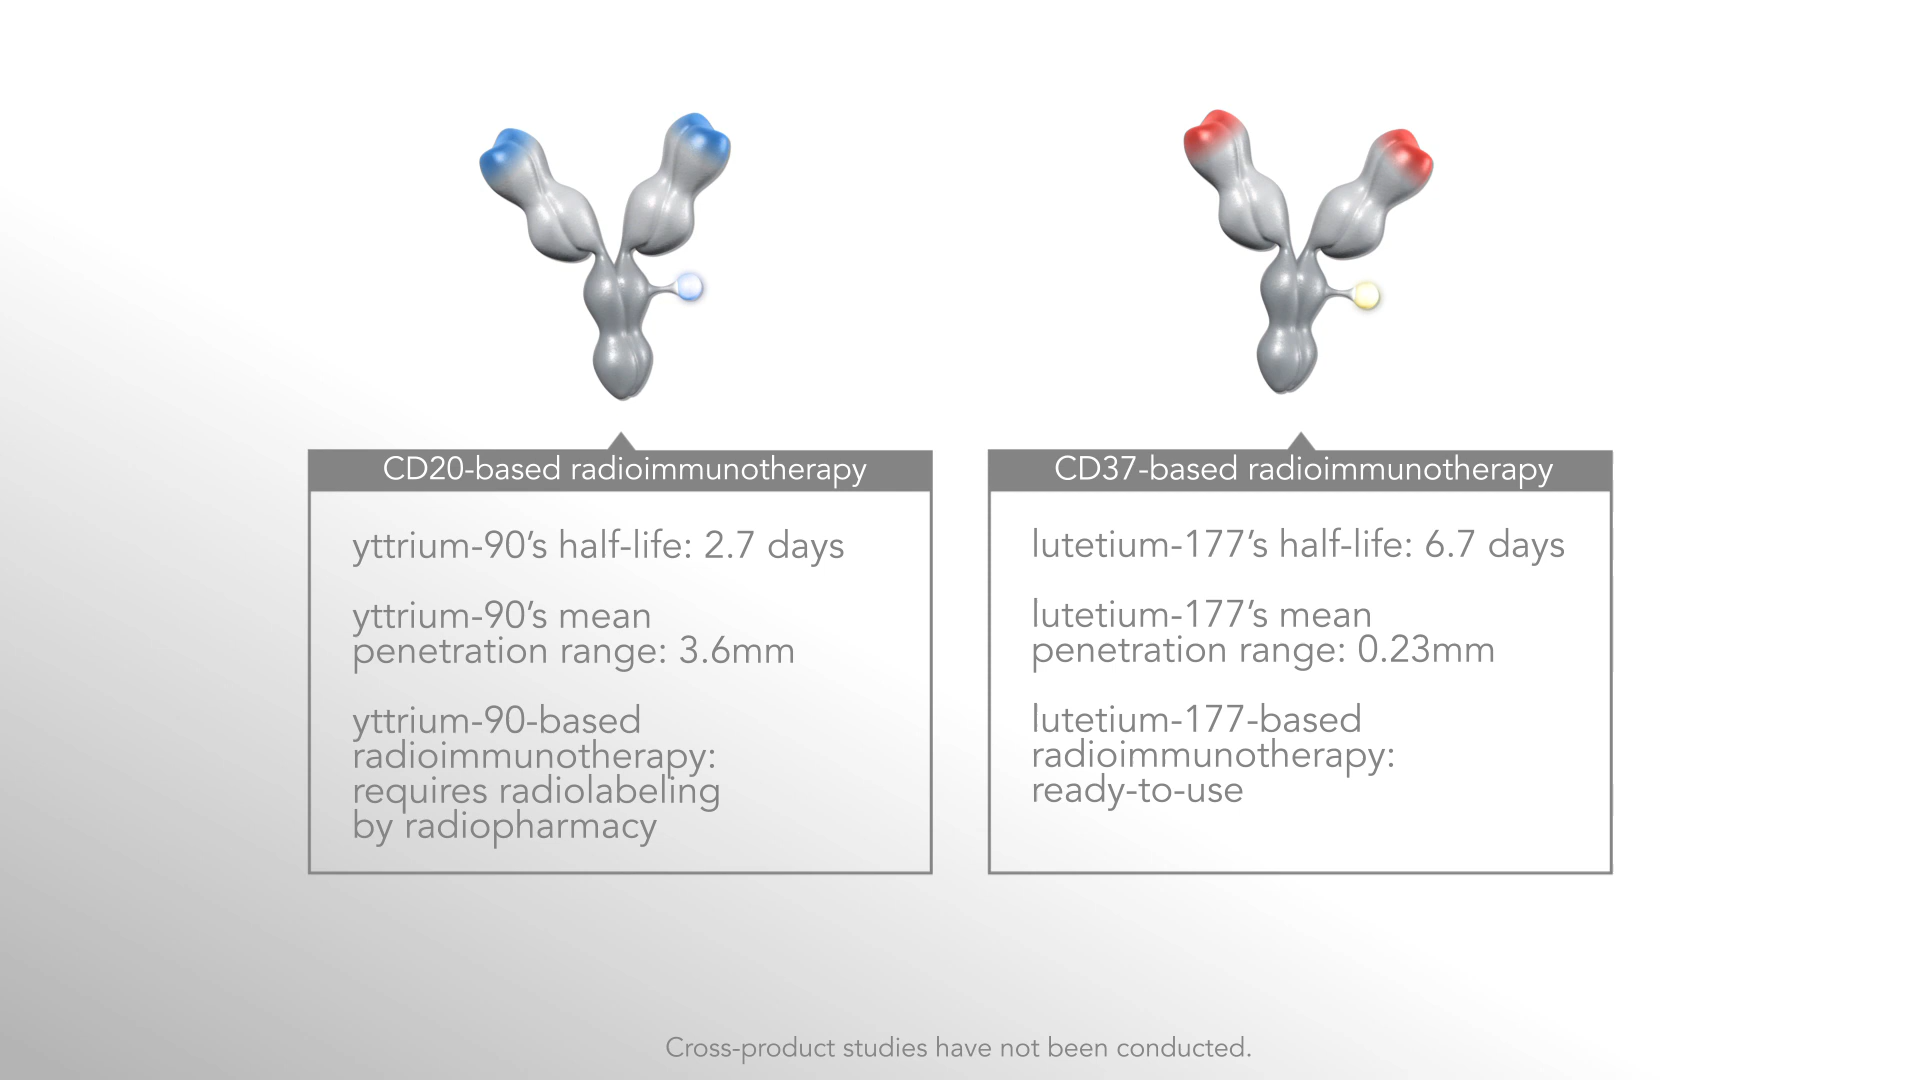 CD20-based radioimmunotherapy
yttrium-90’s half-life: 2.7 days
yttrium-90’s mean
penetration range: 3.6mm
yttrium-90-based
radioimmunotherapy:
requires radiolabeling
by radiopharmacy
CD37-based radioimmunotherapy
lutetium-177’s half-life: 6.7 days
lutetium-177’s mean
penetration range: 0.23mm
lutetium-177-based
radioimmunotherapy:
ready-to-use
Cross-product studies have not been conducted.